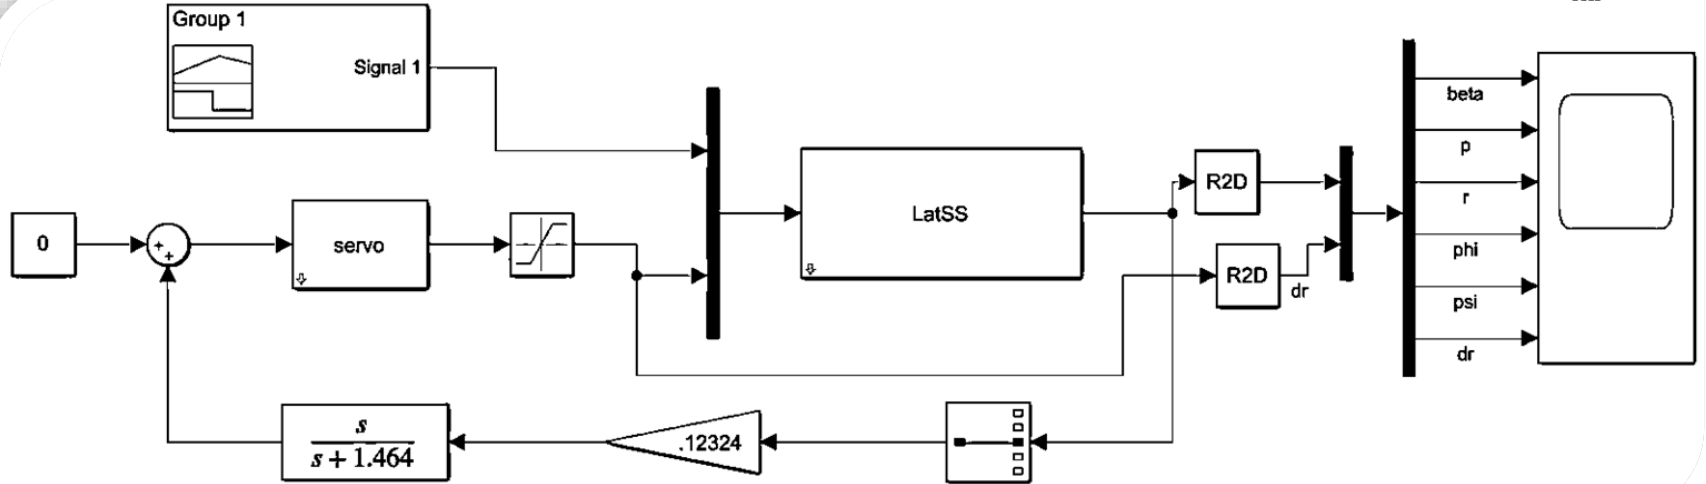 Group 1
Signal 1
0
+
+
servo
LatSS
R2D
R2D
dr
beta
p
r
phi
psi
dr
s
s + 1.464
.12324